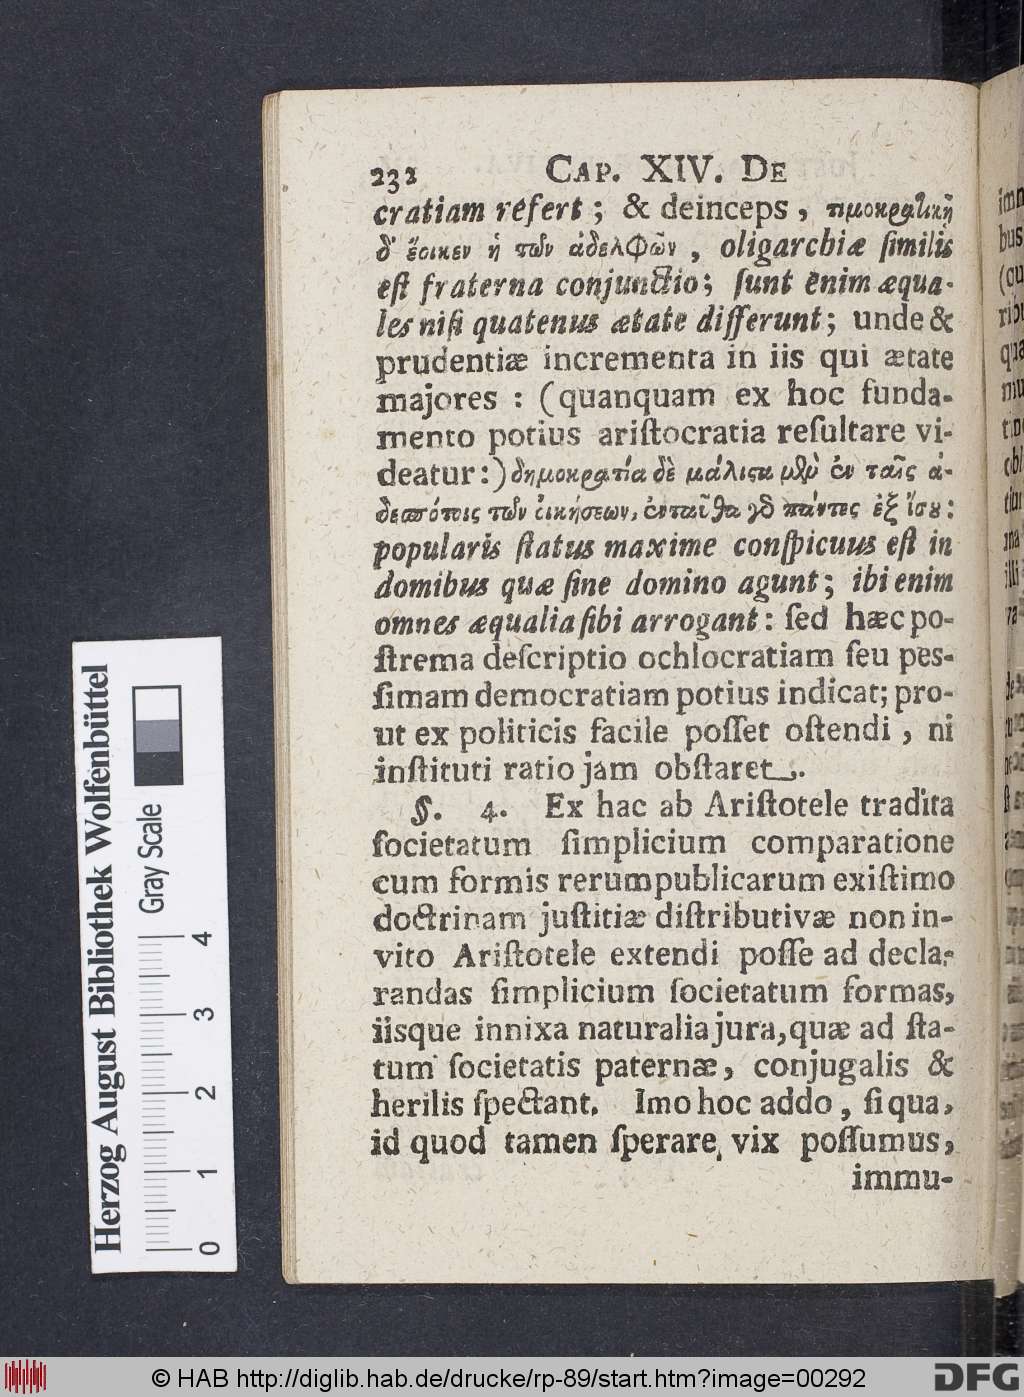 232 CAP. XIV. DE
cratiam refert ; & deinceps , τιμοκρατικῇ
δ' ἔοικεν ἡ τῶν ἀδελφῶν , oligarchiæ ſimilis
eſt fraterna conjunctio; ſunt enim æqua-
les niſi quatenus ætate differunt ; unde &
prudentiæ incrementa in iis qui ætate
majores : ( quanquam ex hoc funda-
mento potius ariſtocratia reſultare vi-
deatur : ) δημοκρατία δὲ μάλιϛα μὲν ἐν ταῖς ἀ-
δεσπότοις τῶν οἰκήσεων, ἐνταῦθα γὰρ πάντες ἐξ ἴσου :
popularis ſtatus maxime conſpicuus eſt in
domibus quæ ſine domino agunt ; ibi enim
omnes æqualia ſibi arrogant : ſed hæc po-
ſtrema deſcriptio ochlocratiam ſeu peſ-
ſimam democratiam potius indicat; pro-
ut ex politicis facile poſſet oſtendi , ni
inſtituti ratio jam obſtaret.
§. 4. Ex hac ab Ariſtotele tradita
ſocietatum ſimplicium comparatione
cum formis rerumpublicarum exiſtimo
doctrinam juſtitiæ diſtributivæ non in-
vito Ariſtotele extendi poſſe ad decla-
randas ſimplicium ſocietatum formas,
iisque innixa naturalia jura, quæ ad ſta-
tum ſocietatis paternæ, conjugalis &
herilis ſpectant. Imo hoc addo , ſi qua,
id quod tamen ſperare vix poſſumus,
immu-
Herzog August Bibliothek Wolfenbüttel
Gray Scale
0 1 2 3 4
© HAB http://diglib.hab.de/drucke/rp-89/start.htm?image=00292
DFG